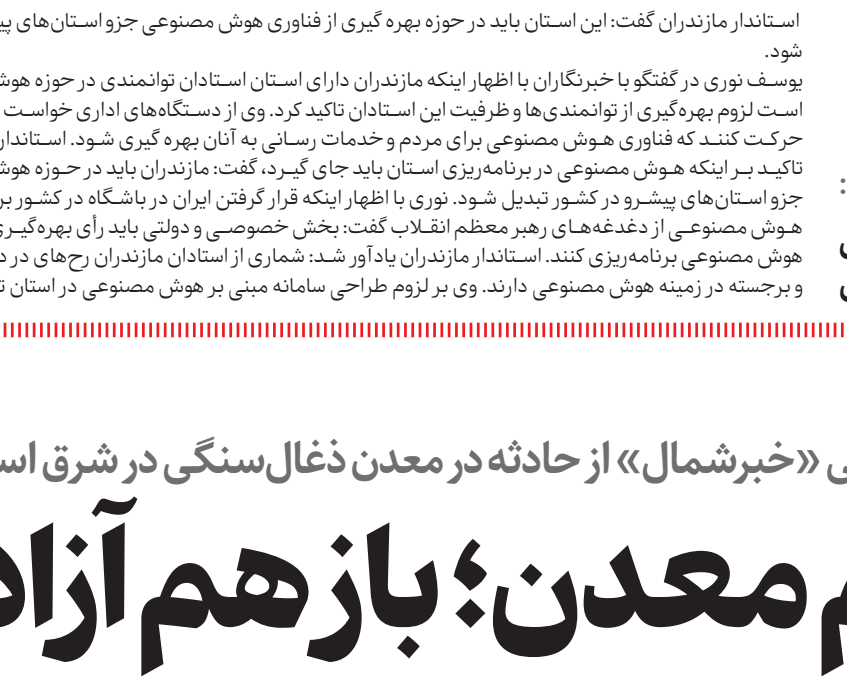 استاندار مازندران گفت: این استان باید در حوزه بهره گیری از فناوری هوش مصنوعی جزو استان‌های
شود.
یوسف نوری در گفتگو با خبرنگاران با اظهار اینکه مازندران دارای استان استادان توانمندی در حوزه
است لزوم بهره‌گیری از توانمندی‌ها و ظرفیت این استادان تاکید کرد. وی از دستگاه‌های اداری خواست
حرکت کنند که فناوری هوش مصنوعی برای مردم و خدمات رسانی به آنان بهره گیری شود. استاندار
تاکید بر اینکه هوش مصنوعی در برنامه‌ریزی استان باید جای گیرد، گفت: مازندران باید در حوزه
جزو استان‌های پیشرو در کشور تبدیل شود. نوری با اظهار اینکه قرار گرفتن ایران در باشگاه در کشور
هوش مصنوعی از دغدغه‌های رهبر معظم انقلاب گفت: بخش خصوصی و دولتی باید رأی
هوش مصنوعی برنامه‌ریزی کنند. استاندار مازندران یادآور شد: شماری از استادان مازندران رح‌های در
و برجسته در زمینه هوش مصنوعی دارند. وی بر لزوم طراحی سامانه مبنی بر هوش مصنوعی در استان
«خبرشمال» از حادثه در معدن ذغال‌سنگی در شرق
معدن؛ باز هم